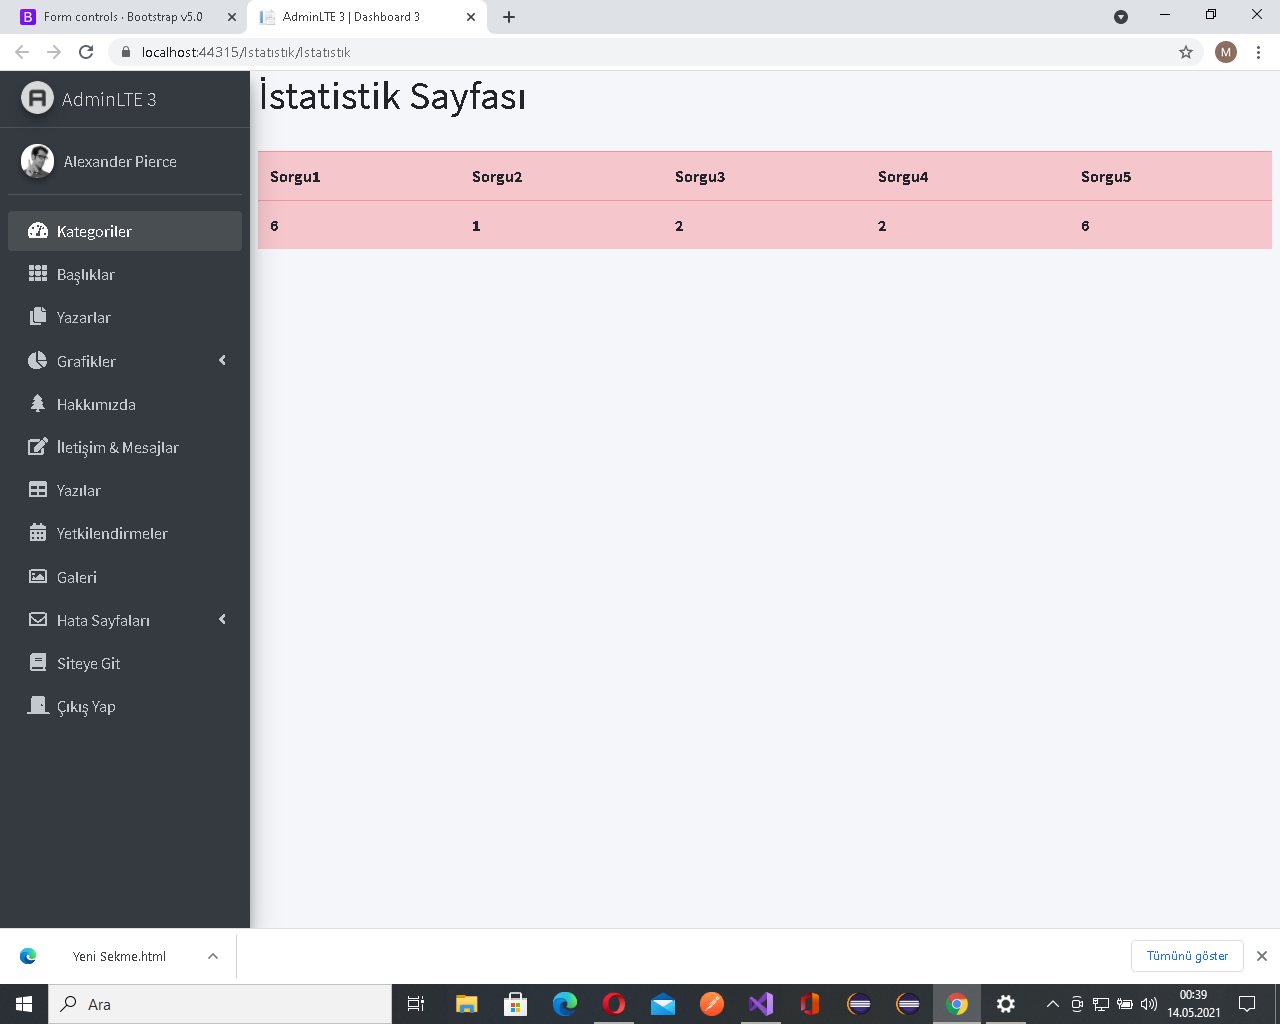 Form controls · Bootstrap v5.0
AdminLTE 3 | Dashboard 3
localhost:44315/Istatistik/Istatistik
M
AdminLTE 3
Alexander Pierce
Kategoriler
Başlıklar
Yazarlar
Grafikler
Hakkımızda
İletişim & Mesajlar
Yazılar
Yetkilendirmeler
Galeri
Hata Sayfaları
Siteye Git
Çıkış Yap
İstatistik Sayfası
Sorgu1 Sorgu2 Sorgu3 Sorgu4 Sorgu5
6 1 2 2 6
Yeni Sekme.html
Tümünü göster
Ara
00:39
14.05.2021